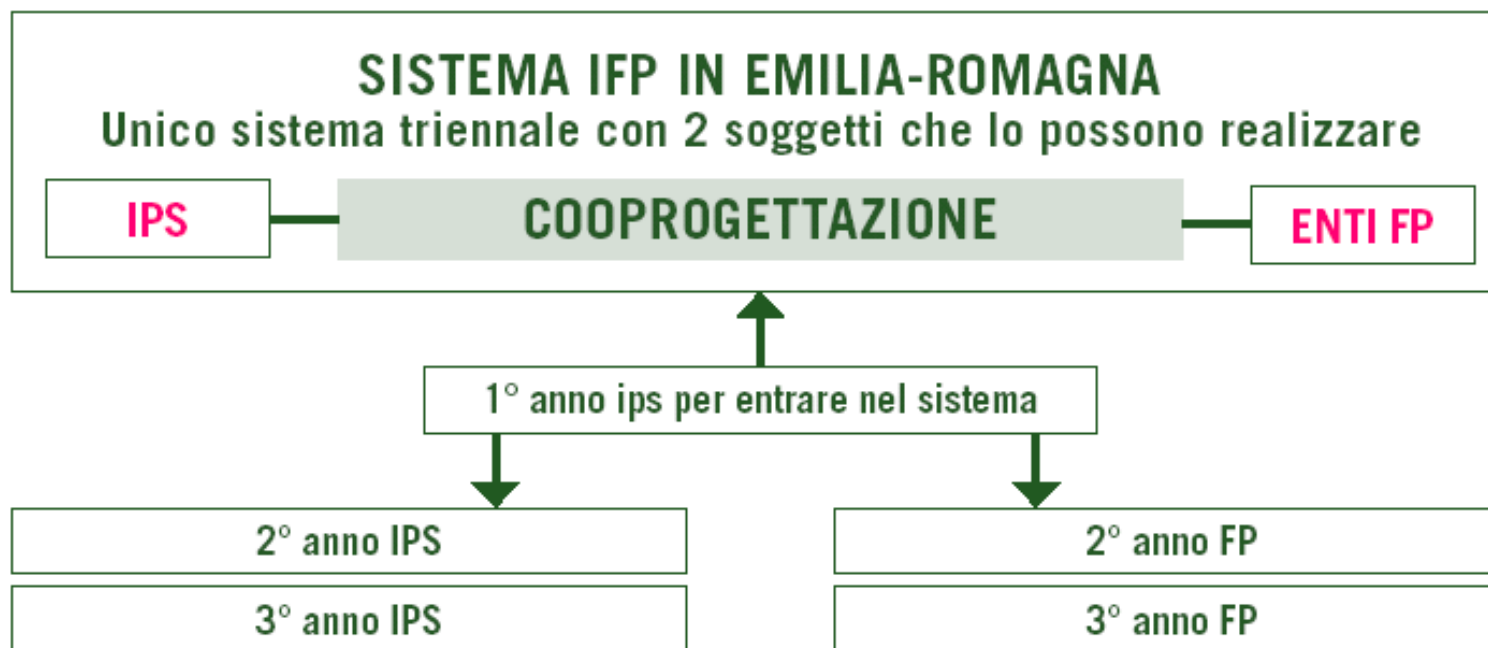 SISTEMA IFP IN EMILIA-ROMAGNA
Unico sistema triennale con 2 soggetti che lo possono realizzare
IPS
COOPROGETTAZIONE
ENTI FP
1° anno ips per entrare nel sistema
2° anno IPS
2° anno FP
3° anno IPS
3° anno FP